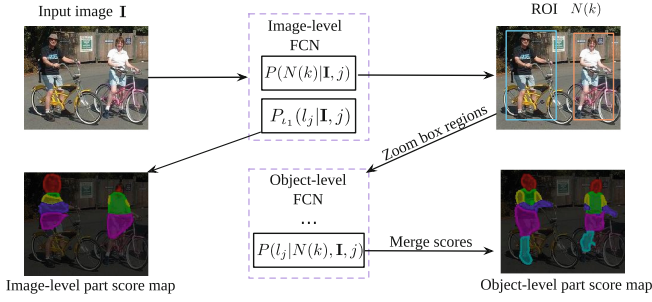 Input image I
Image-level
FCN
P(N(k)|I, j)
P_{ι_1}(l_j|I, j)
ROI N(k)
Zoom box regions
Object-level
FCN
...
P(l_j|N(k), I, j)
Merge scores
Image-level part score map
Object-level part score map